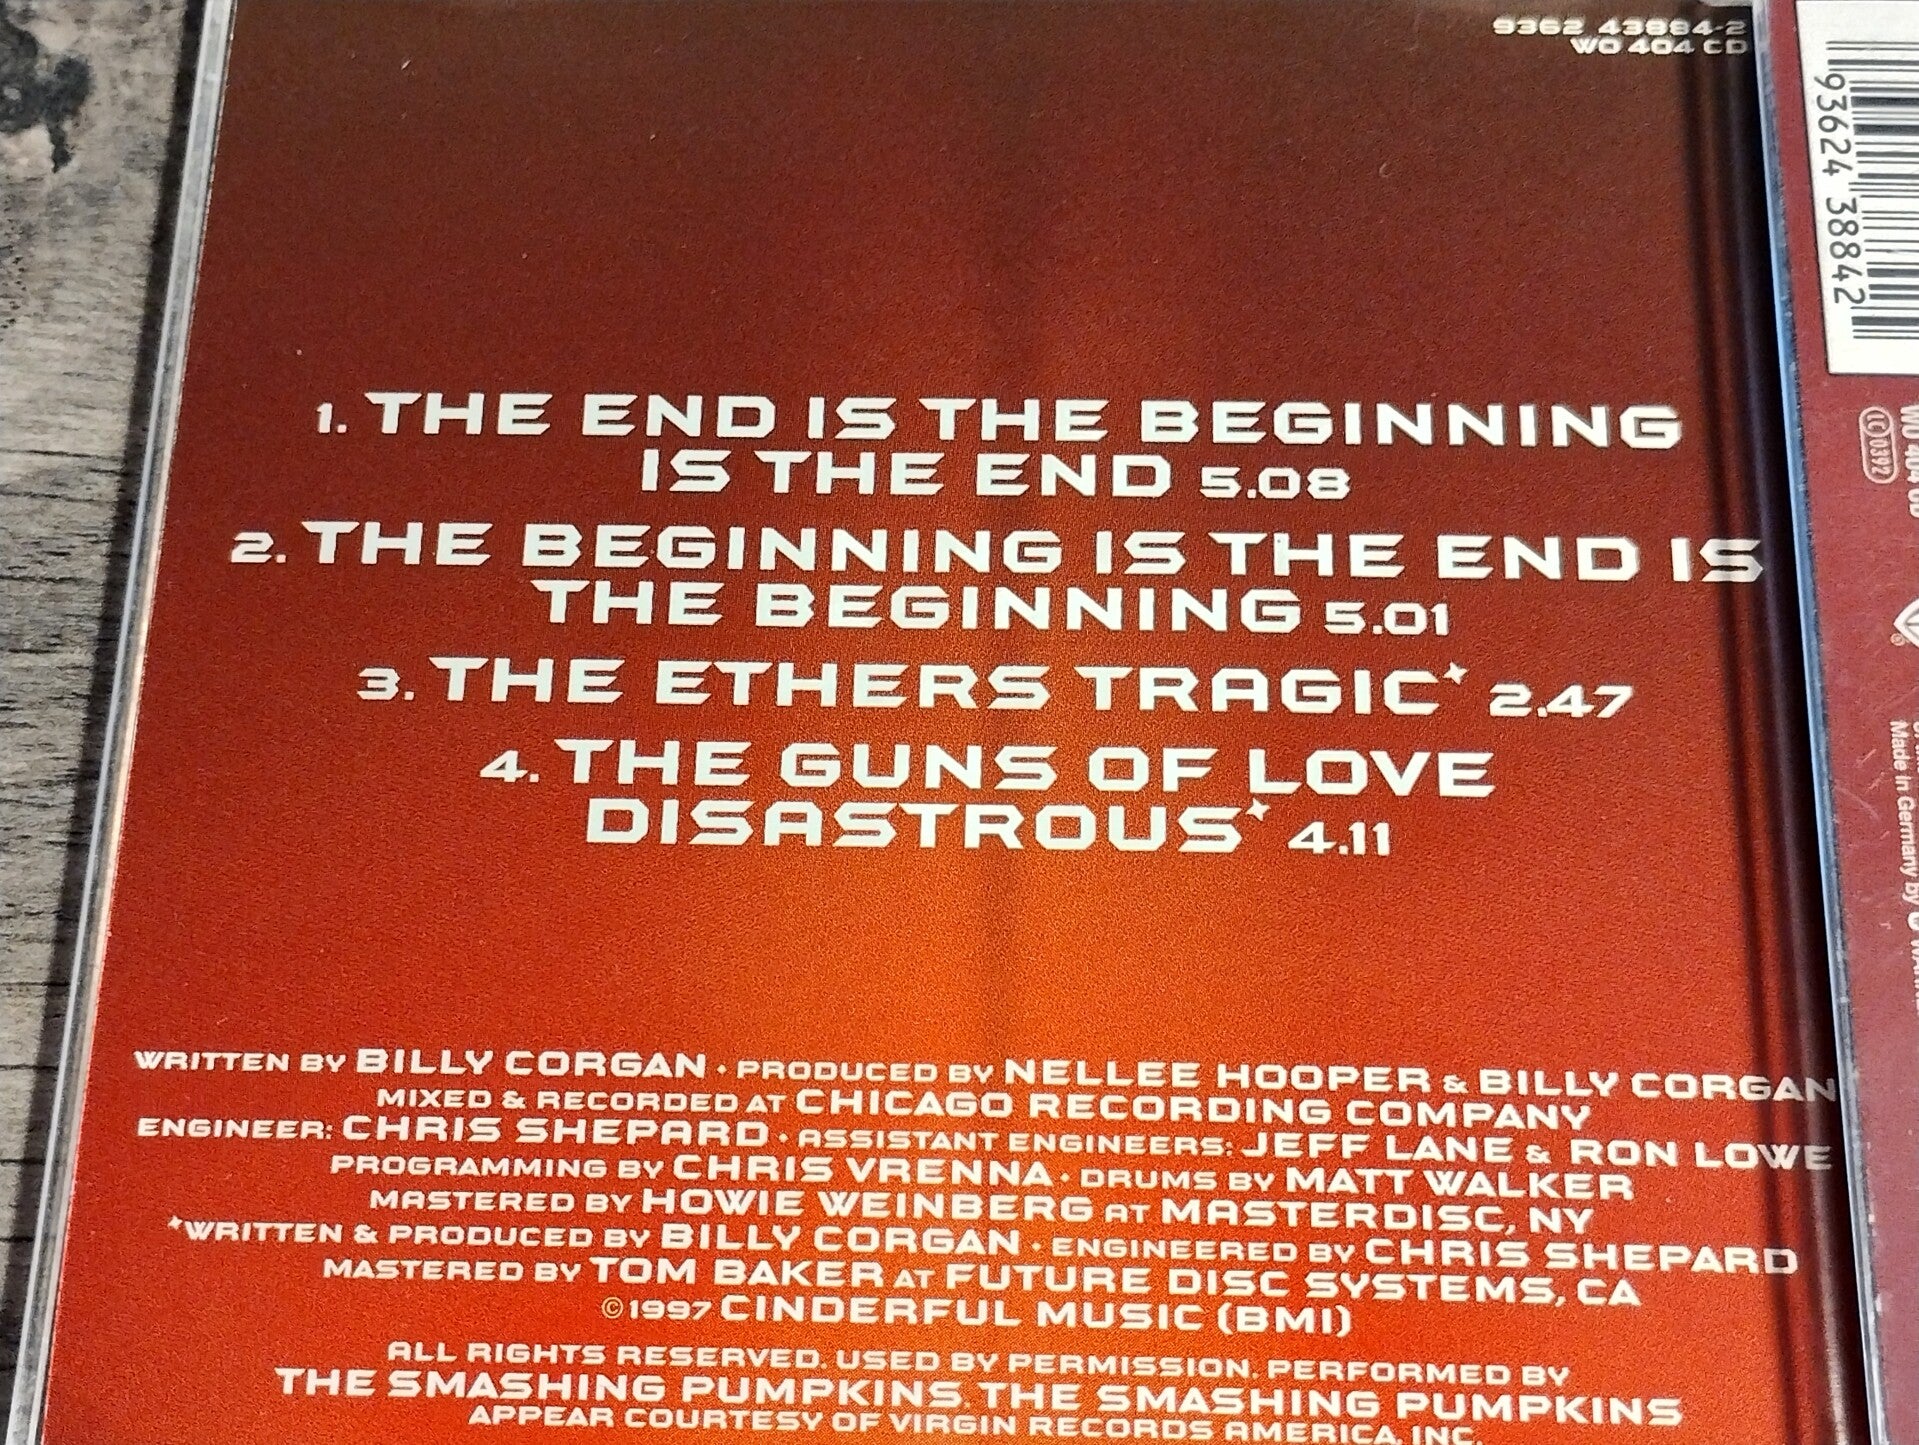 9362 43884-2
WO 404 CD
1. THE END IS THE BEGINNING
IS THE END 5.08
2. THE BEGINNING IS THE END IS
THE BEGINNING 5.01
3. THE ETHERS TRAGIC✦ 2.47
4. THE GUNS OF LOVE
DISASTROUS✦ 4.11
WRITTEN BY BILLY CORGAN · PRODUCED BY NELLEE HOOPER & BILLY CORGAN
MIXED & RECORDED AT CHICAGO RECORDING COMPANY
ENGINEER: CHRIS SHEPARD · ASSISTANT ENGINEERS: JEFF LANE & RON LOWE
PROGRAMMING BY CHRIS VRENNA · DRUMS BY MATT WALKER
MASTERED BY HOWIE WEINBERG AT MASTERDISC, NY
✦WRITTEN & PRODUCED BY BILLY CORGAN · ENGINEERED BY CHRIS SHEPARD
MASTERED BY TOM BAKER AT FUTURE DISC SYSTEMS, CA
©1997 CINDERFUL MUSIC (BMI)
ALL RIGHTS RESERVED. USED BY PERMISSION. PERFORMED BY
THE SMASHING PUMPKINS. THE SMASHING PUMPKINS
APPEAR COURTESY OF VIRGIN RECORDS AMERICA, INC.
93624 38842
WO 404 CD
LC 0392
Made in Germany by